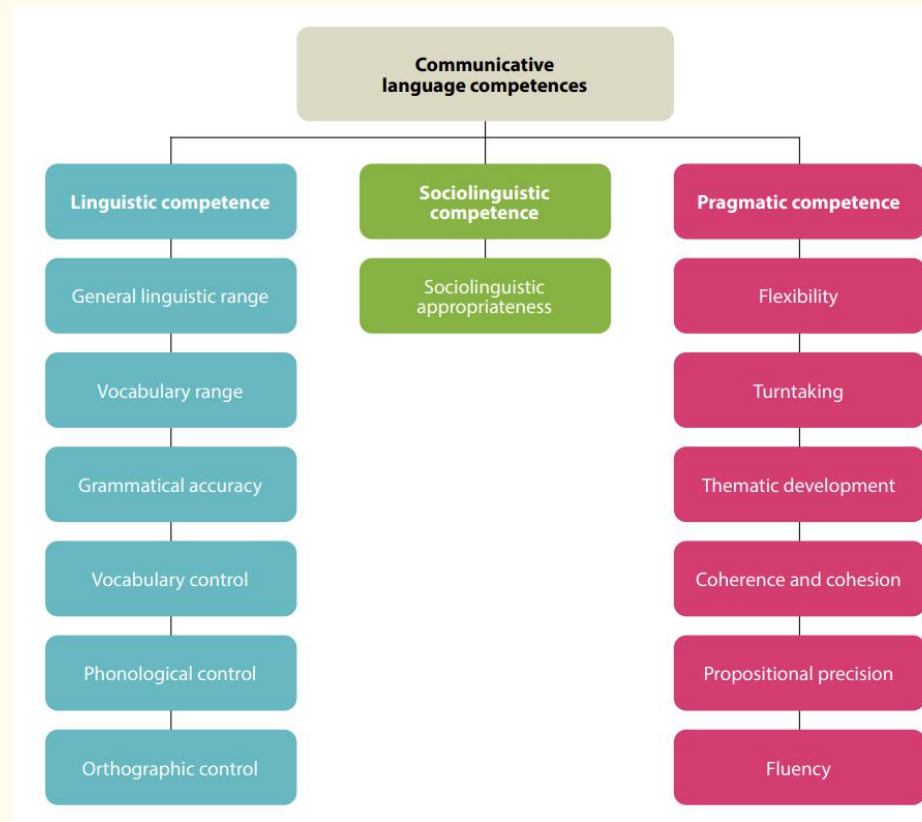 Communicative
language competences
Linguistic competence
General linguistic range
Vocabulary range
Grammatical accuracy
Vocabulary control
Phonological control
Orthographic control
Sociolinguistic
competence
Sociolinguistic
appropriateness
Pragmatic competence
Flexibility
Turntaking
Thematic development
Coherence and cohesion
Propositional precision
Fluency